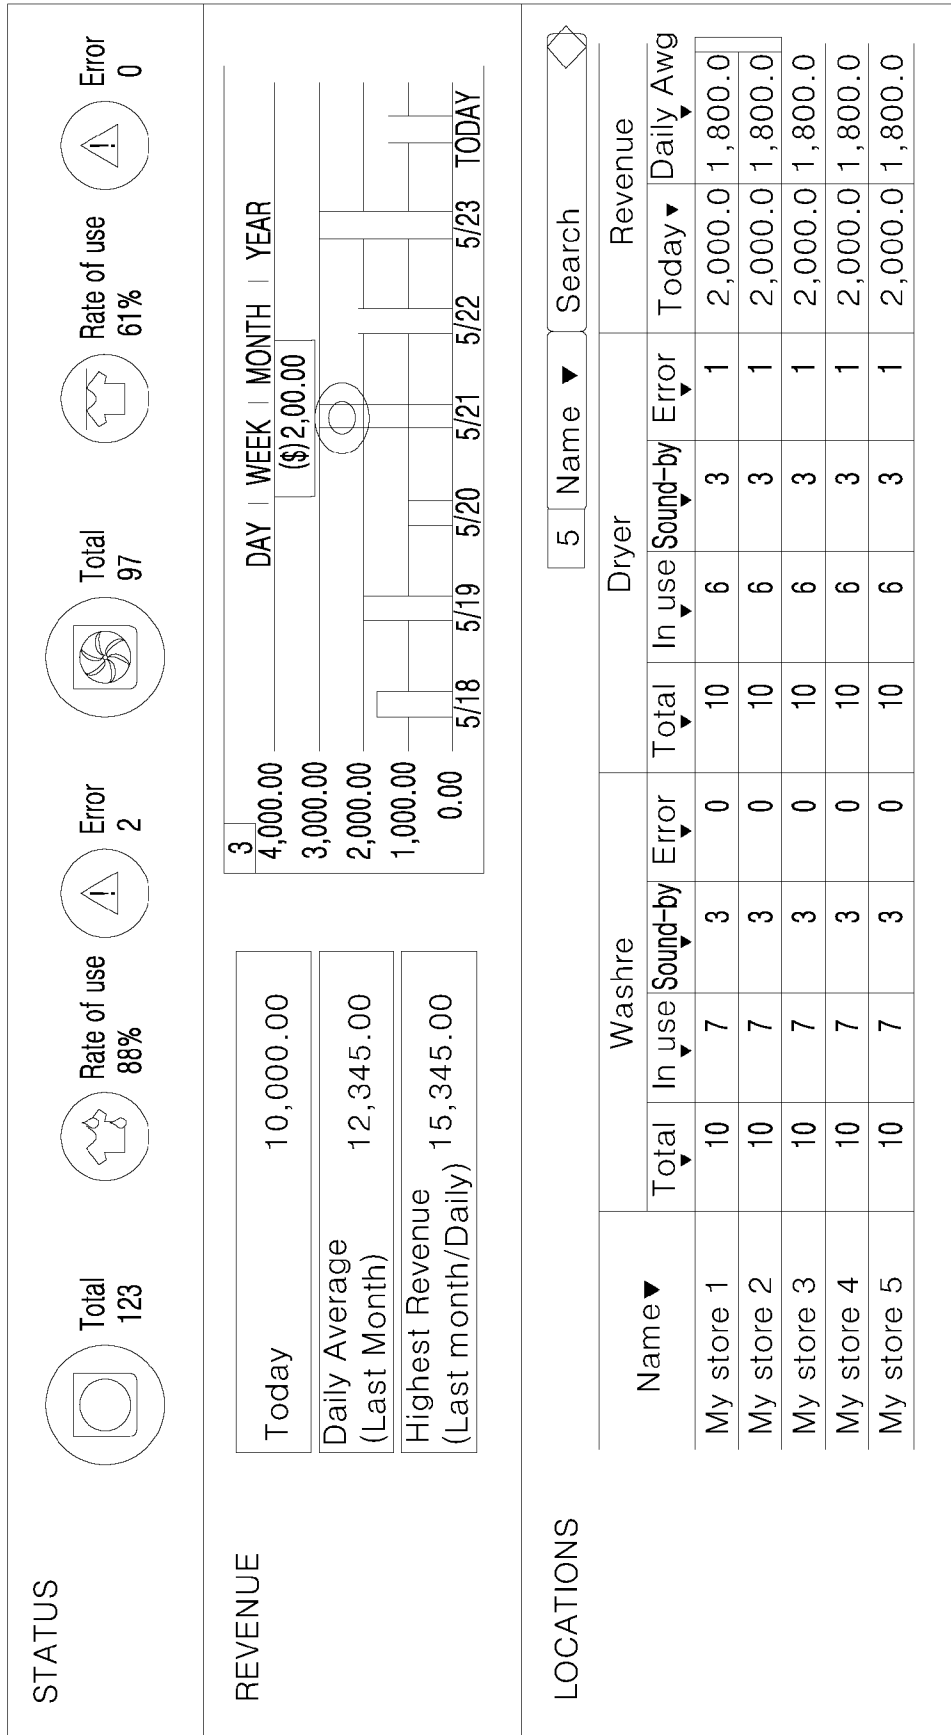 STATUS
Total
123
Rate of use
88%
Error
2
Total
97
Rate of use
61%
Error
0
REVENUE
Today 10,000.00
Daily Average
(Last Month) 12,345.00
Highest Revenue
(Last month/Daily) 15,345.00
3
DAY | WEEK | MONTH | YEAR
4,000.00
($)2,00.00
3,000.00
2,000.00
1,000.00
0.00
5/18 5/19 5/20 5/21 5/22 5/23 TODAY
LOCATIONS
5 Name ▼ Search
Name▼ Washre Dryer Revenue
Total▼ In use▼ Sound-by▼ Error▼ Total▼ In use▼ Sound-by▼ Error▼ Today▼ Daily Awg▼
My store 1 10 7 3 0 10 6 3 1 2,000.0 1,800.0
My store 2 10 7 3 0 10 6 3 1 2,000.0 1,800.0
My store 3 10 7 3 0 10 6 3 1 2,000.0 1,800.0
My store 4 10 7 3 0 10 6 3 1 2,000.0 1,800.0
My store 5 10 7 3 0 10 6 3 1 2,000.0 1,800.0